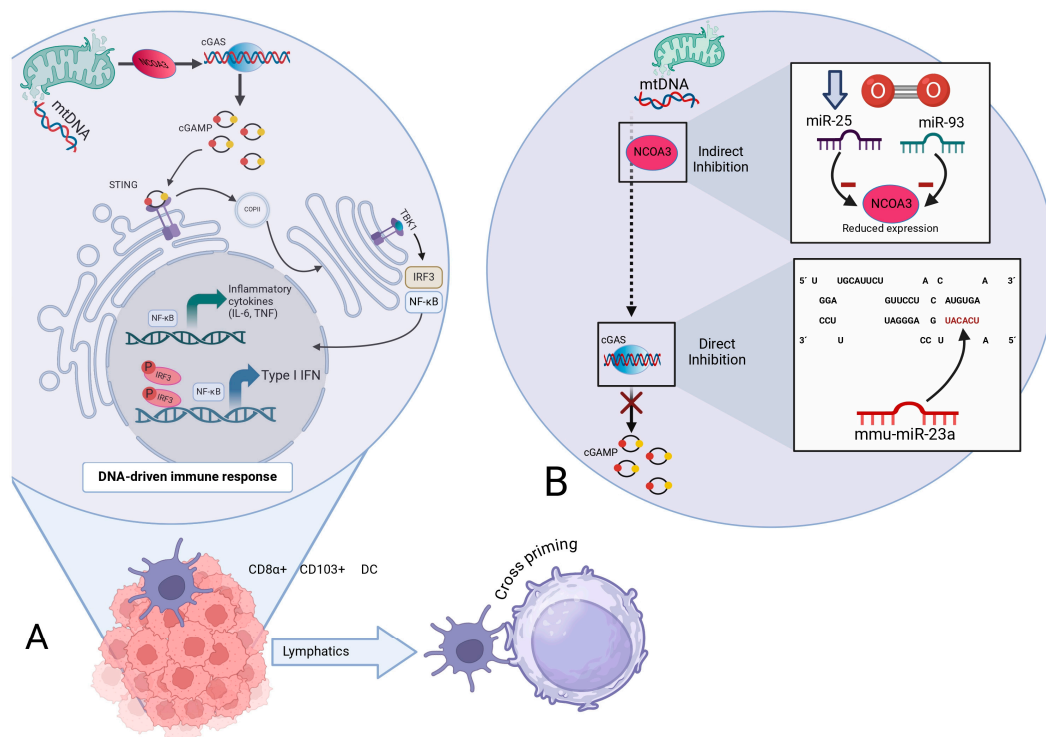 NCOA3
cGAS
mtDNA
cGAMP
STING
COPII
TBK1
IRF3
NF-κB
Inflammatory
cytokines
(IL-6, TNF)
NF-κB
P
IRF3
P
IRF3
NF-κB
Type I IFN
DNA-driven immune response
CD8α+ CD103+ DC
A
Lymphatics
Cross priming
mtDNA
NCOA3
Indirect
Inhibition
cGAS
Direct
Inhibition
cGAMP
B
O O
miR-25 miR-93
NCOA3
Reduced expression
5´ U UGCAUUCU A C A 3´
GGA GUUCCU C AUGUGA
CCU UAGGGA G UACACU
3´ U CC U A 5´
mmu-miR-23a